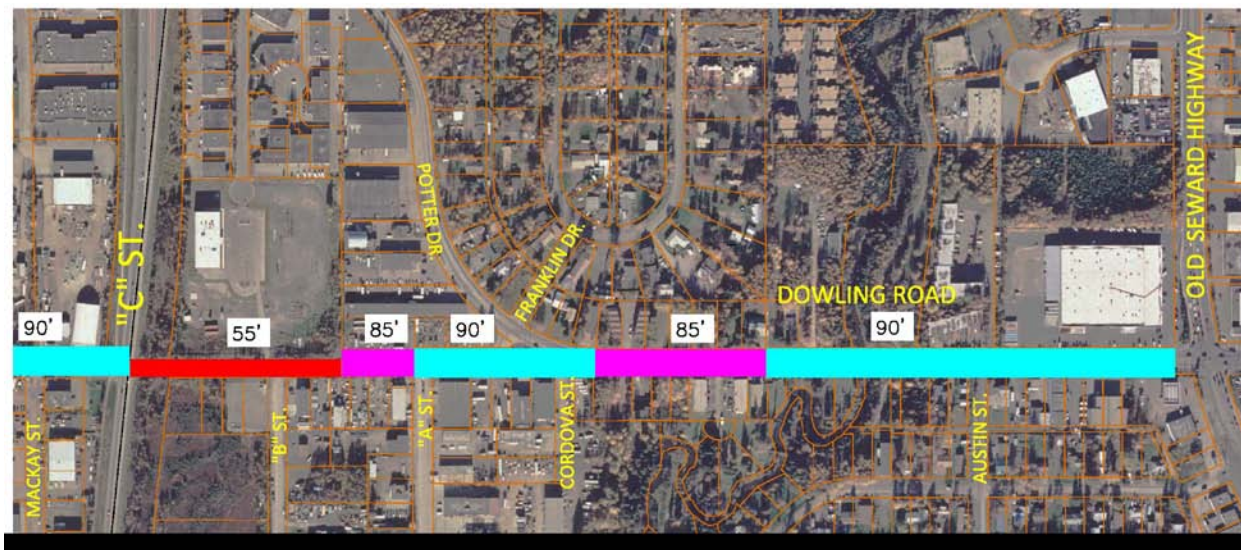 OLD SEWARD HIGHWAY
POTTER DR.
"C" ST.
FRANKLIN DR.
DOWLING ROAD
90'
55'
85'
90'
85'
90'
MACKAY ST.
"B" ST.
"A" ST.
CORDOVA ST.
AUSTIN ST.